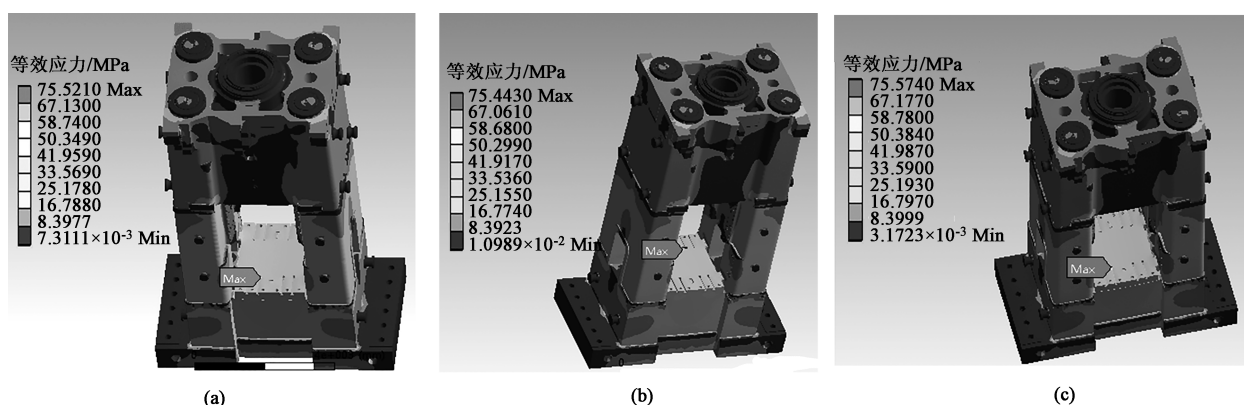 等效应力/MPa
75.5210 Max
67.1300
58.7400
50.3490
41.9590
33.5690
25.1780
16.7880
8.3977
7.3111×10-3 Min
Max
(a)
等效应力/MPa
75.4430 Max
67.0610
58.6800
50.2990
41.9170
33.5360
25.1550
16.7740
8.3923
1.0989×10-2 Min
Max
(b)
等效应力/MPa
75.5740 Max
67.1770
58.7800
50.3840
41.9870
33.5900
25.1930
16.7970
8.3999
3.1723×10-3 Min
Max
(c)